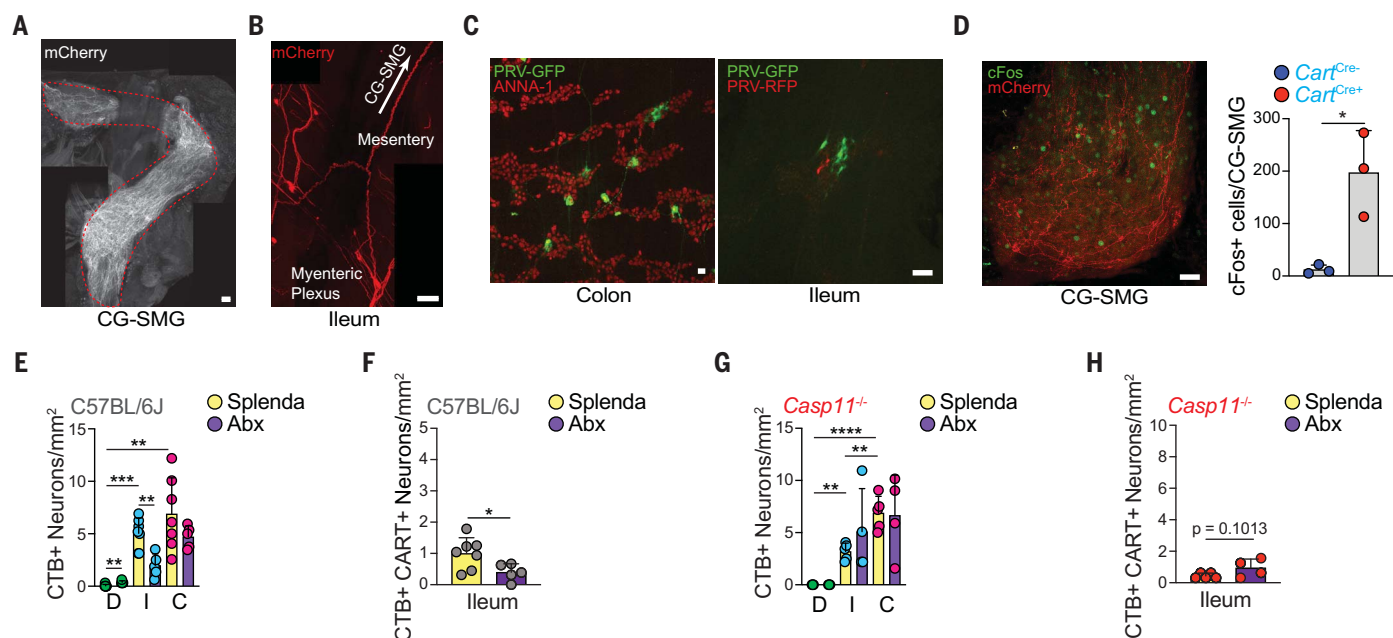 A
mCherry
CG-SMG
B
mCherry
CG-SMG
Mesentery
Myenteric
Plexus
Ileum
C
PRV-GFP
ANNA-1
Colon
PRV-GFP
PRV-RFP
Ileum
D
cFos
mCherry
CG-SMG
Cart^Cre-
Cart^Cre+
cFos+ cells/CG-SMG
300
200
100
0
*
E
C57BL/6J
Splenda
Abx
CTB+ Neurons/mm²
15
10
5
0
**
***
**
**
D I C
F
C57BL/6J
Splenda
Abx
CTB+ CART+ Neurons/mm²
5
4
3
2
1
0
*
Ileum
G
Casp11^-/-
Splenda
Abx
CTB+ Neurons/mm²
15
10
5
0
****
**
**
D I C
H
Casp11^-/-
Splenda
Abx
CTB+ CART+ Neurons/mm²
10
8
6
4
2
0
p = 0.1013
Ileum